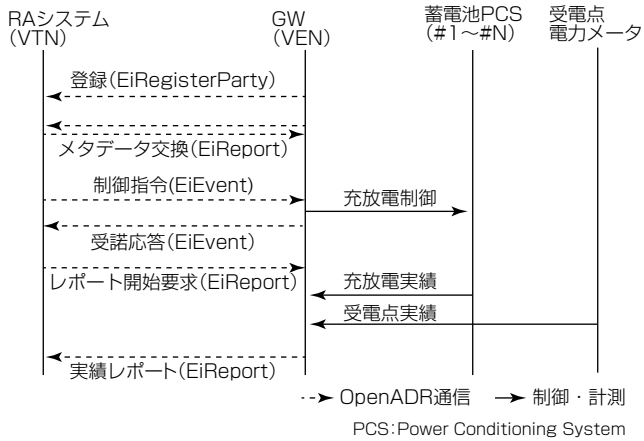 RAシステム
(VTN)
GW
(VEN)
蓄電池PCS
(#1～#N)
受電点
電力メータ
登録(EiRegisterParty)
メタデータ交換(EiReport)
制御指令(EiEvent)
充放電制御
受諾応答(EiEvent)
レポート開始要求(EiReport)
充放電実績
受電点実績
実績レポート(EiReport)
OpenADR通信
制御・計測
PCS:Power Conditioning System